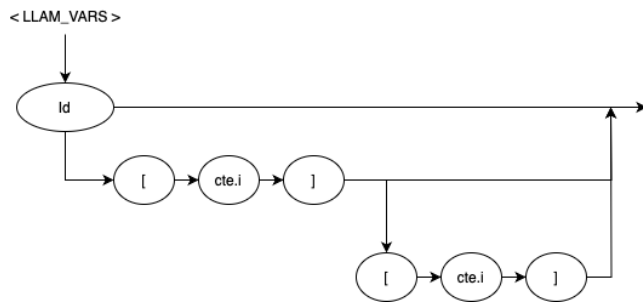 < LLAM_VARS >
Id
[ cte.i ]
[ cte.i ]